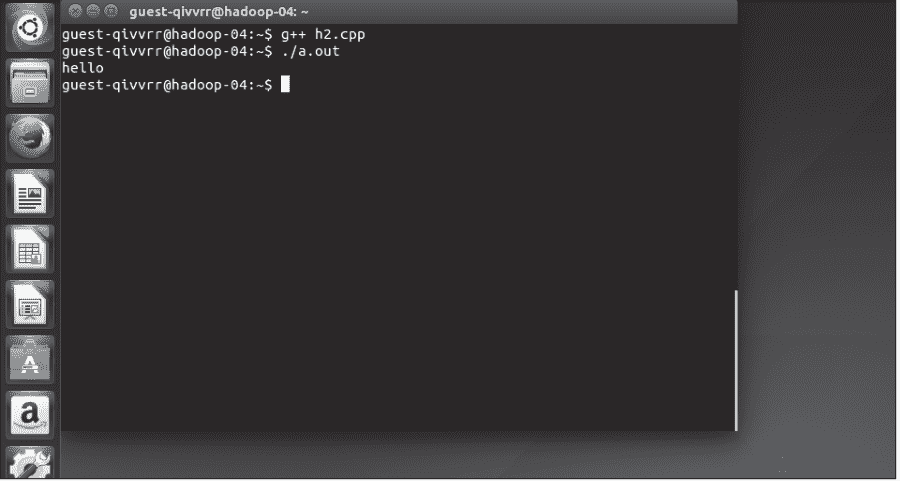 guest-qivvrr@hadoop-04: ~
guest-qivvrr@hadoop-04:~$ g++ h2.cpp
guest-qivvrr@hadoop-04:~$ ./a.out
hello
guest-qivvrr@hadoop-04:~$
A
a